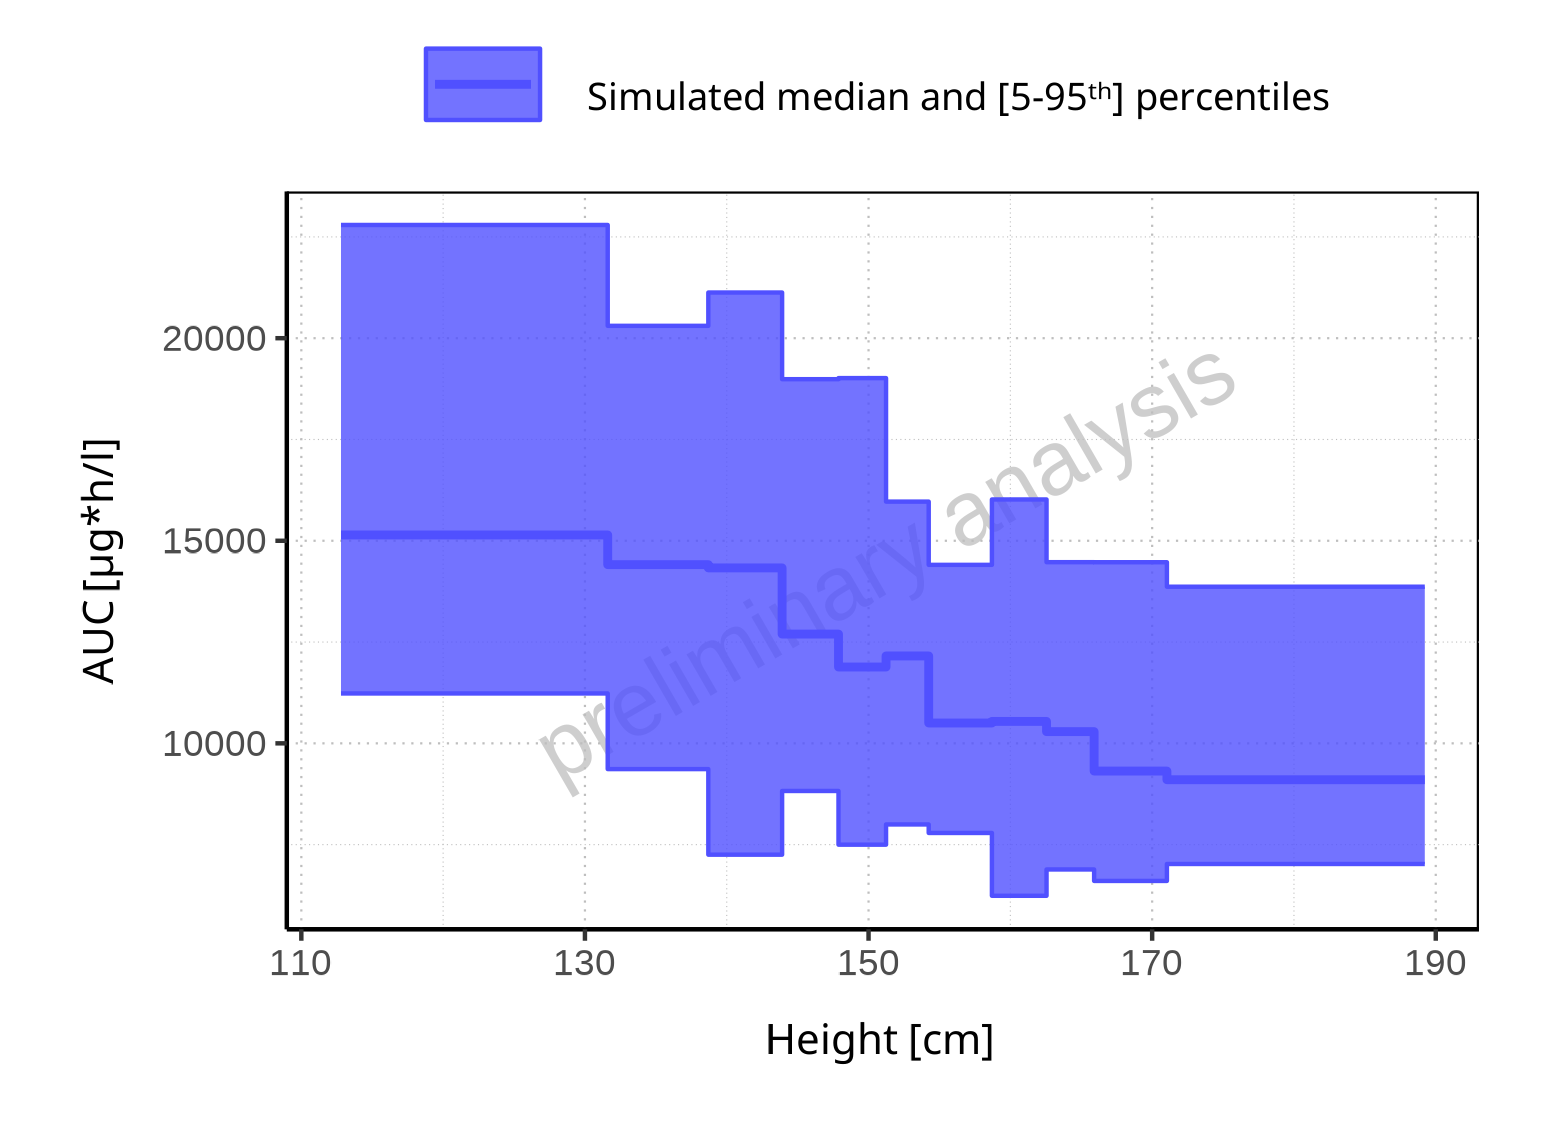 Simulated median and [5-95ᵗʰ] percentiles
20000
15000
10000
AUC [µg*h/l]
preliminary analysis
110 130 150 170 190
Height [cm]